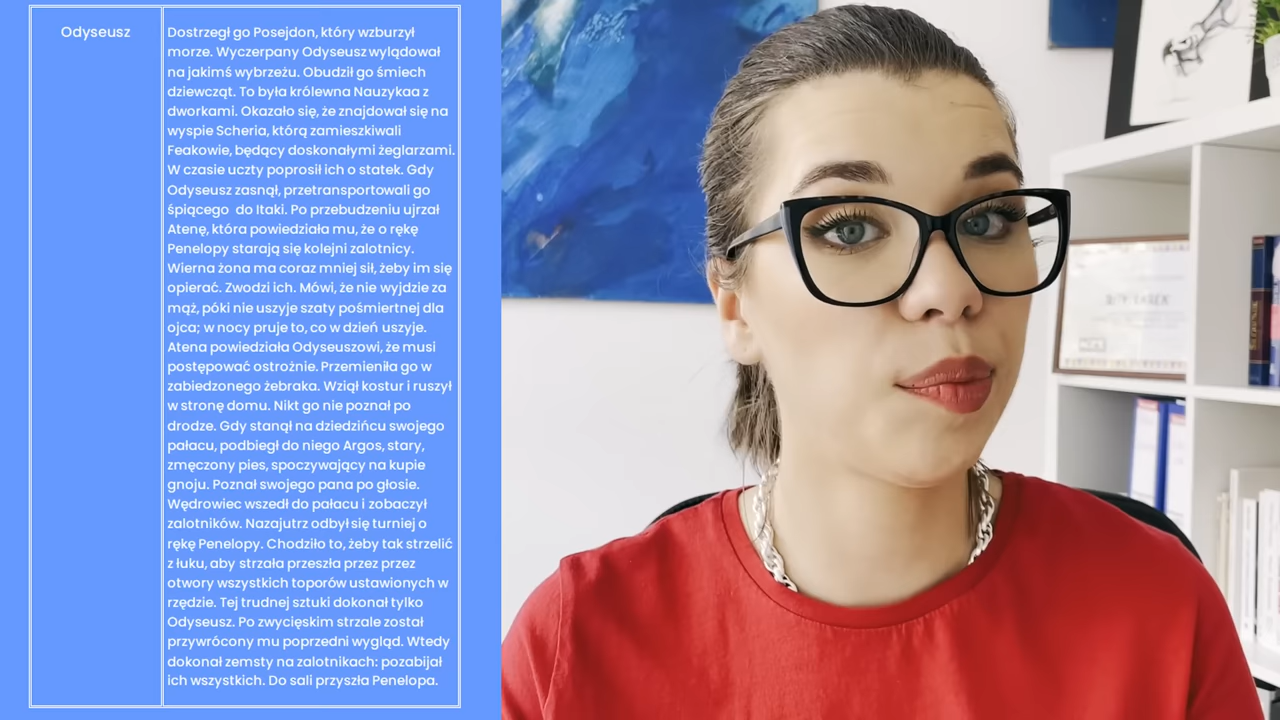 Odyseusz
Dostrzegł go Posejdon, który wzburzył
morze. Wyczerpany Odyseusz wylądował
na jakimś wybrzeżu. Obudził go śmiech
dziewcząt. To była królewna Nauzykaa z
dworkami. Okazało się, że znajdował się na
wyspie Scheria, którą zamieszkiwali
Feakowie, będący doskonałymi żeglarzami.
W czasie uczty poprosił ich o statek. Gdy
Odyseusz zasnął, przetransportowali go
śpiącego do Itaki. Po przebudzeniu ujrzał
Atenę, która powiedziała mu, że o rękę
Penelopy starają się kolejni zalotnicy.
Wierna żona ma coraz mniej sił, żeby im się
opierać. Zwodzi ich. Mówi, że nie wyjdzie za
mąż, póki nie uszyje szaty pośmiertnej dla
ojca; w nocy pruje to, co w dzień uszyje.
Atena powiedziała Odyseuszowi, że musi
postępować ostrożnie. Przemieniła go w
zabiedzonego żebraka. Wziął kostur i ruszył
w stronę domu. Nikt go nie poznał po
drodze. Gdy stanął na dziedzińcu swojego
pałacu, podbiegł do niego Argos, stary,
zmęczony pies, spoczywający na kupie
gnoju. Poznał swojego pana po głosie.
Wędrowiec wszedł do pałacu i zobaczył
zalotników. Nazajutrz odbył się turniej o
rękę Penelopy. Chodziło to, żeby tak strzelić
z łuku, aby strzała przeszła przez przez
otwory wszystkich toporów ustawionych w
rzędzie. Tej trudnej sztuki dokonał tylko
Odyseusz. Po zwycięskim strzale został
przywrócony mu poprzedni wygląd. Wtedy
dokonał zemsty na zalotnikach: pozabijał
ich wszystkich. Do sali przyszła Penelopa.